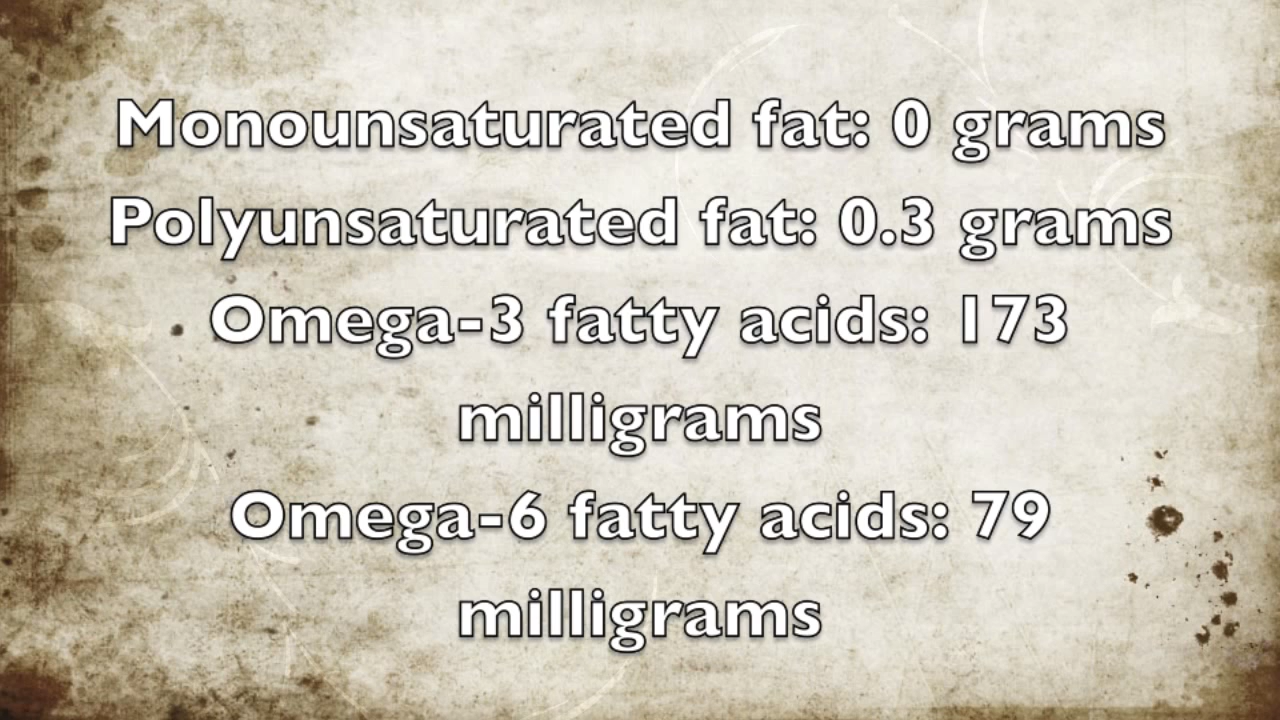 Monounsaturated fat: 0 grams
Polyunsaturated fat: 0.3 grams
Omega-3 fatty acids: 173
milligrams
Omega-6 fatty acids: 79
milligrams